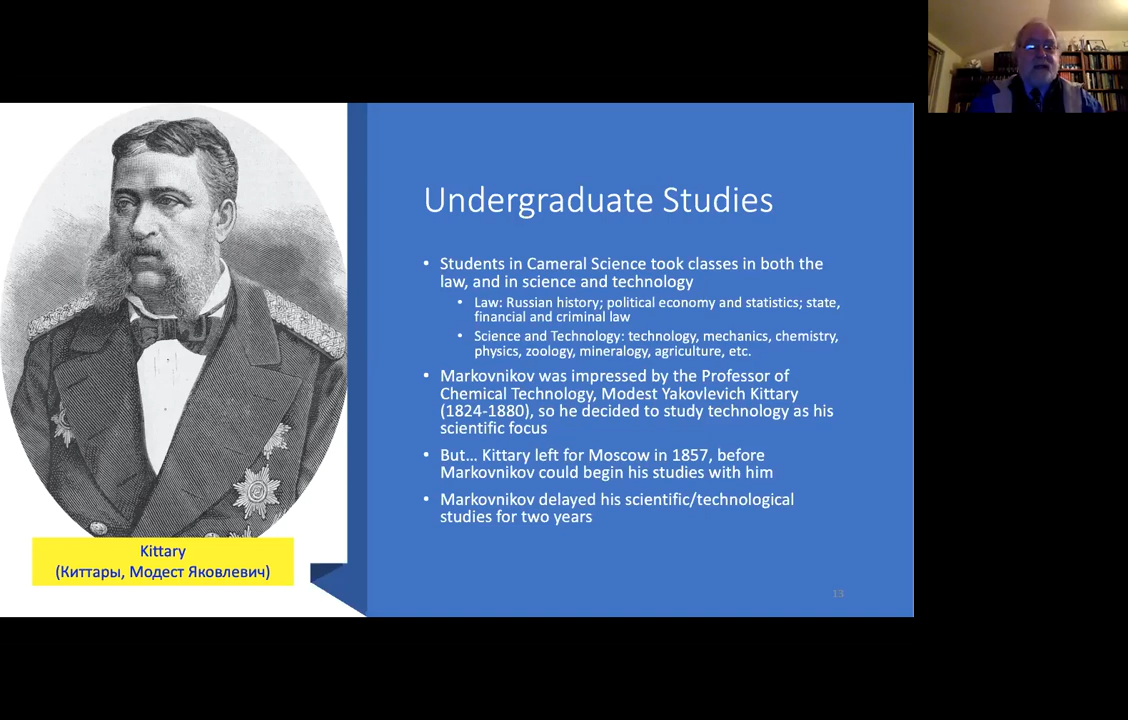 Undergraduate Studies
• Students in Cameral Science took classes in both the
law, and in science and technology
• Law: Russian history; political economy and statistics; state,
financial and criminal law
• Science and Technology: technology, mechanics, chemistry,
physics, zoology, mineralogy, agriculture, etc.
• Markovnikov was impressed by the Professor of
Chemical Technology, Modest Yakovlevich Kittary
(1824-1880), so he decided to study technology as his
scientific focus
• But... Kittary left for Moscow in 1857, before
Markovnikov could begin his studies with him
• Markovnikov delayed his scientific/technological
studies for two years
Kittary
(Киттары, Модест Яковлевич)
13